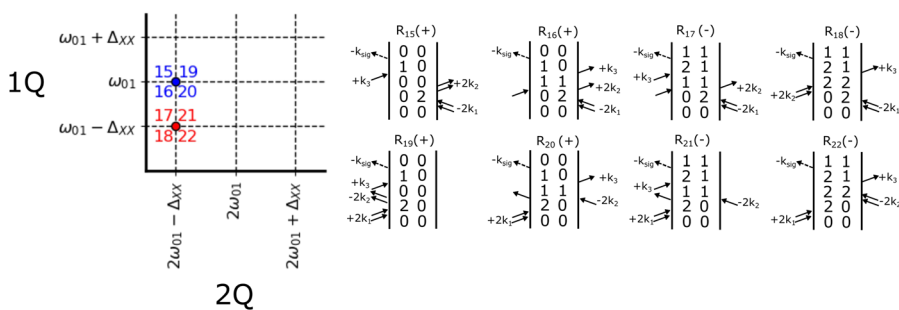 ω01 + ΔXX
1Q
ω01
ω01 − ΔXX
15 19
16 20
17 21
18 22
2ω01 − ΔXX
2ω01
2ω01 + ΔXX
2Q
R15(+)
-ksig
0 0
1 0
+k3
0 0
+2k2
0 2
-2k1
0 0
R16(+)
-ksig
0 0
1 0
+k3
1 1
+2k2
0 2
-2k1
0 0
R17(-)
-ksig
1 1
2 1
+k3
1 1
+2k2
0 2
-2k1
0 0
R18(-)
-ksig
1 1
2 1
+k3
2 2
+2k2
0 2
-2k1
0 0
R19(+)
-ksig
0 0
1 0
+k3
0 0
-2k2
2 0
+2k1
0 0
R20(+)
-ksig
0 0
1 0
+k3
1 1
-2k2
2 0
+2k1
0 0
R21(-)
-ksig
1 1
2 1
+k3
1 1
-2k2
2 0
+2k1
0 0
R22(-)
-ksig
1 1
2 1
+k3
2 2
-2k2
2 0
+2k1
0 0